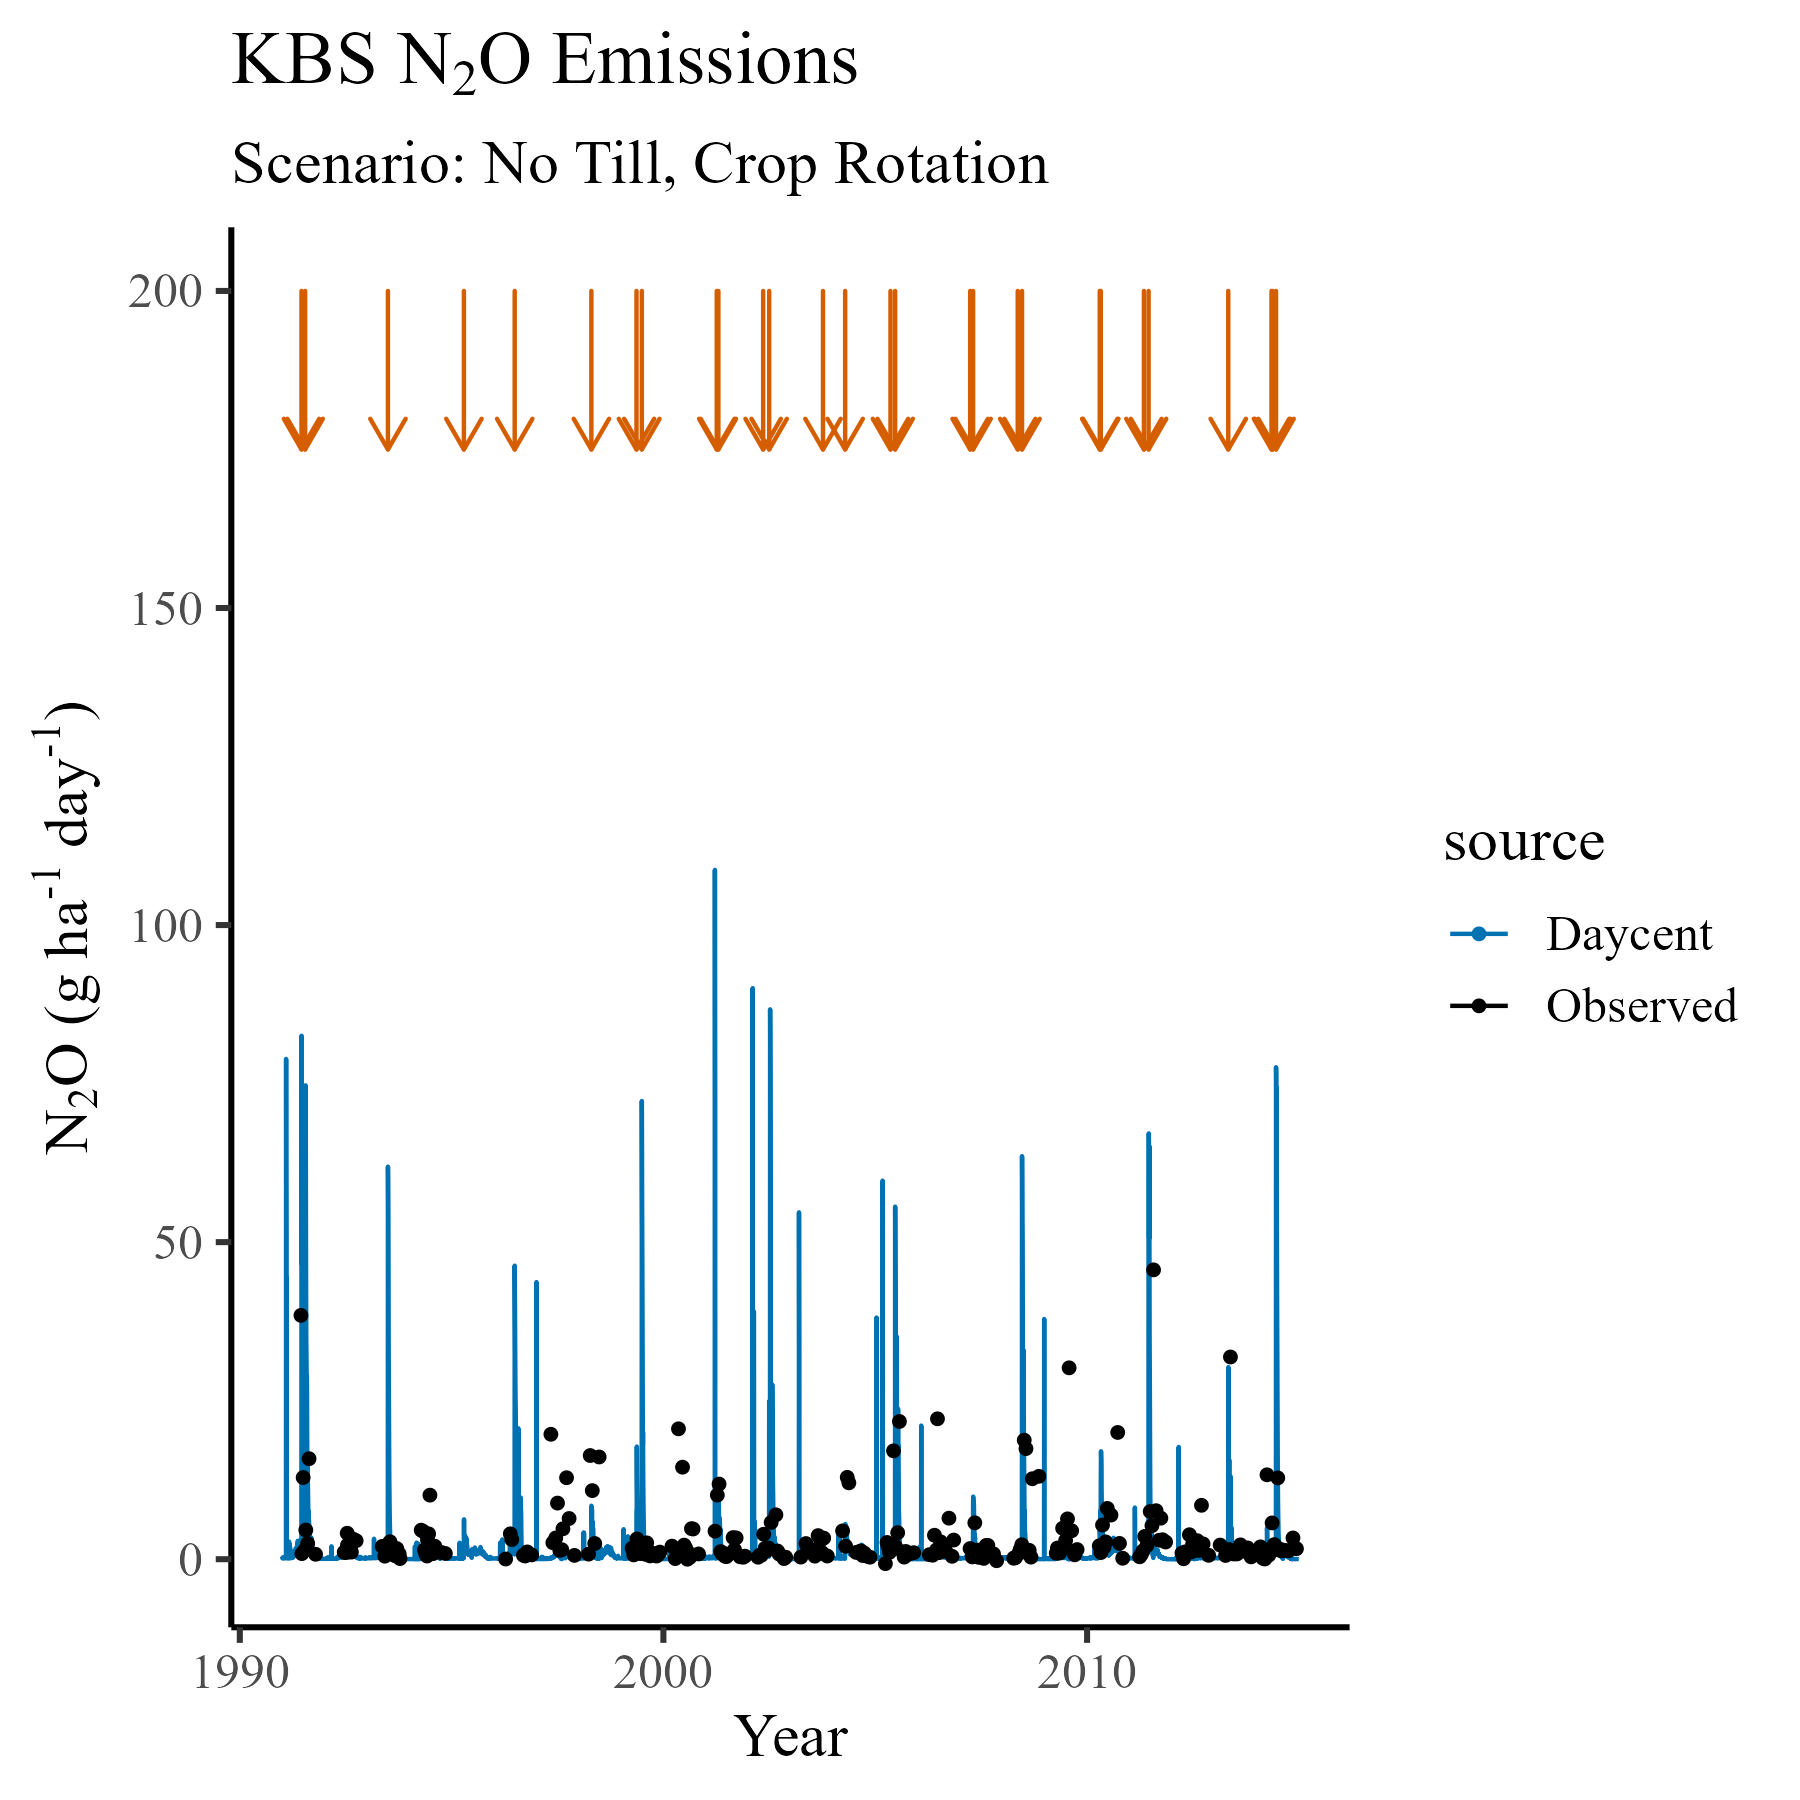 KBS N₂O Emissions
Scenario: No Till, Crop Rotation
200
150
100
50
0
N₂O (g ha⁻¹ day⁻¹)
1990
2000
2010
Year
source
Daycent
Observed